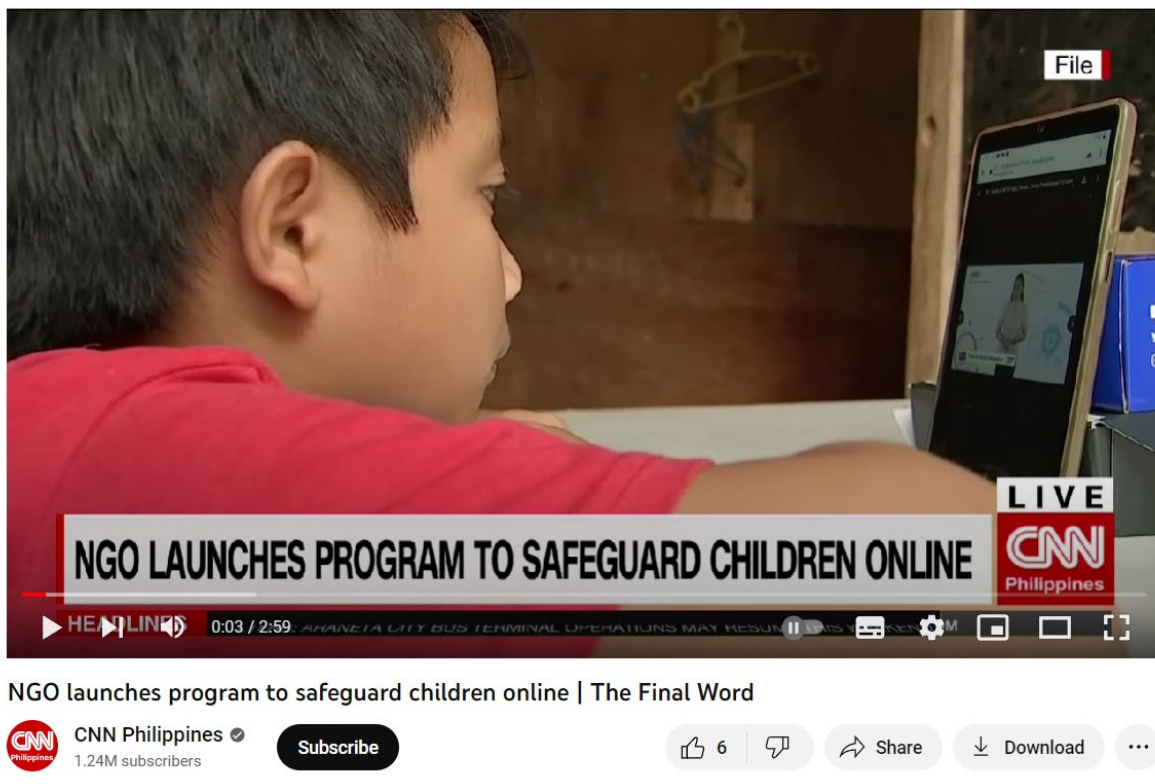 File
LIVE
CNN
Philippines
NGO LAUNCHES PROGRAM TO SAFEGUARD CHILDREN ONLINE
HEADLINES
0:03 / 2:59
ARANETA CITY BUS TERMINAL OPERATIONS MAY
NGO launches program to safeguard children online | The Final Word
CNN
Philippines
CNN Philippines
1.24M subscribers
Subscribe
6
Share
Download